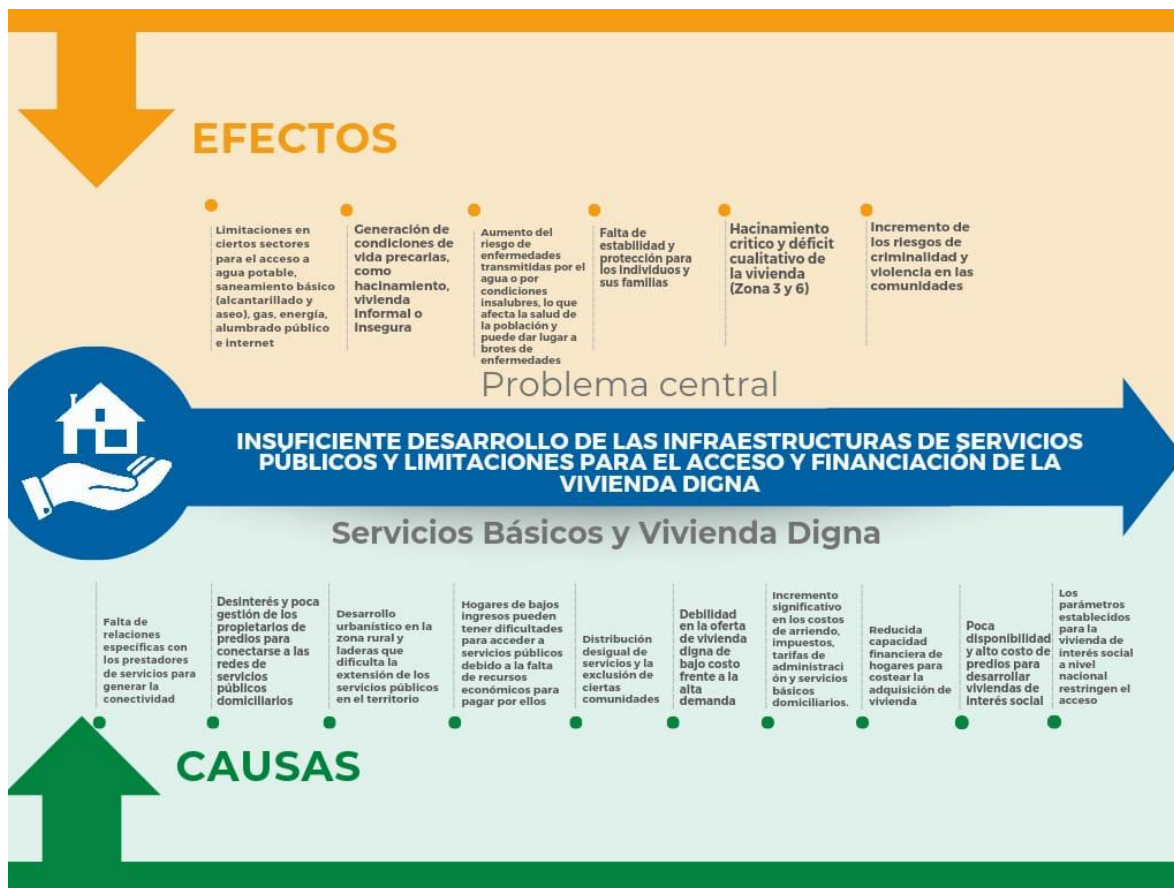 EFECTOS
Limitaciones en
ciertos sectores
para el acceso a
agua potable,
saneamiento básico
(alcantarillado y
aseo), gas, energía,
alumbrado público
e internet
Generación de
condiciones de
vida precarias,
como
hacinamiento,
vivienda
Informal o
Insegura
Aumento del
riesgo de
enfermedades
transmitidas por el
agua o por
condiciones
insalubres, lo que
afecta la salud de
la población y
puede dar lugar a
brotes de
enfermedades
Falta de
estabilidad y
protección para
los individuos y
sus familias
Hacinamiento
critico y déficit
cualitativo de
la vivienda
(Zona 3 y 6)
Incremento de
los riesgos de
criminalidad y
violencia en las
comunidades
Problema central
INSUFICIENTE DESARROLLO DE LAS INFRAESTRUCTURAS DE SERVICIOS
PÚBLICOS Y LIMITACIONES PARA EL ACCESO Y FINANCIACIÓN DE LA
VIVIENDA DIGNA
Servicios Básicos y Vivienda Digna
Falta de
relaciones
específicas con
los prestadores
de servicios para
generar la
conectividad
Desinterés y poca
gestión de los
propietarios de
predios para
conectarse a las
redes de
servicios
públicos
domiciliarios
Desarrollo
urbanístico en la
zona rural y
laderas que
dificulta la
extensión de los
servicios públicos
en el territorio
Hogares de bajos
ingresos pueden
tener dificultades
para acceder a
servicios públicos
debido a la falta
de recursos
económicos para
pagar por ellos
Distribución
desigual de
servicios y la
exclusión de
ciertas
comunidades
Debilidad
en la oferta
de vivienda
digna de
bajo costo
frente a la
alta
demanda
Incremento
significativo
en los costos
de arriendo,
impuestos,
tarifas de
administraci
ón y servicios
básicos
domiciliarios.
Reducida
capacidad
financiera de
hogares para
costear la
adquisición de
vivienda
Poca
disponibilidad
y alto costo de
predios para
desarrollar
viviendas de
interés social
Los
parámetros
establecidos
para la
vivienda de
interés social a
nivel
nacional
restringen el
acceso
CAUSAS